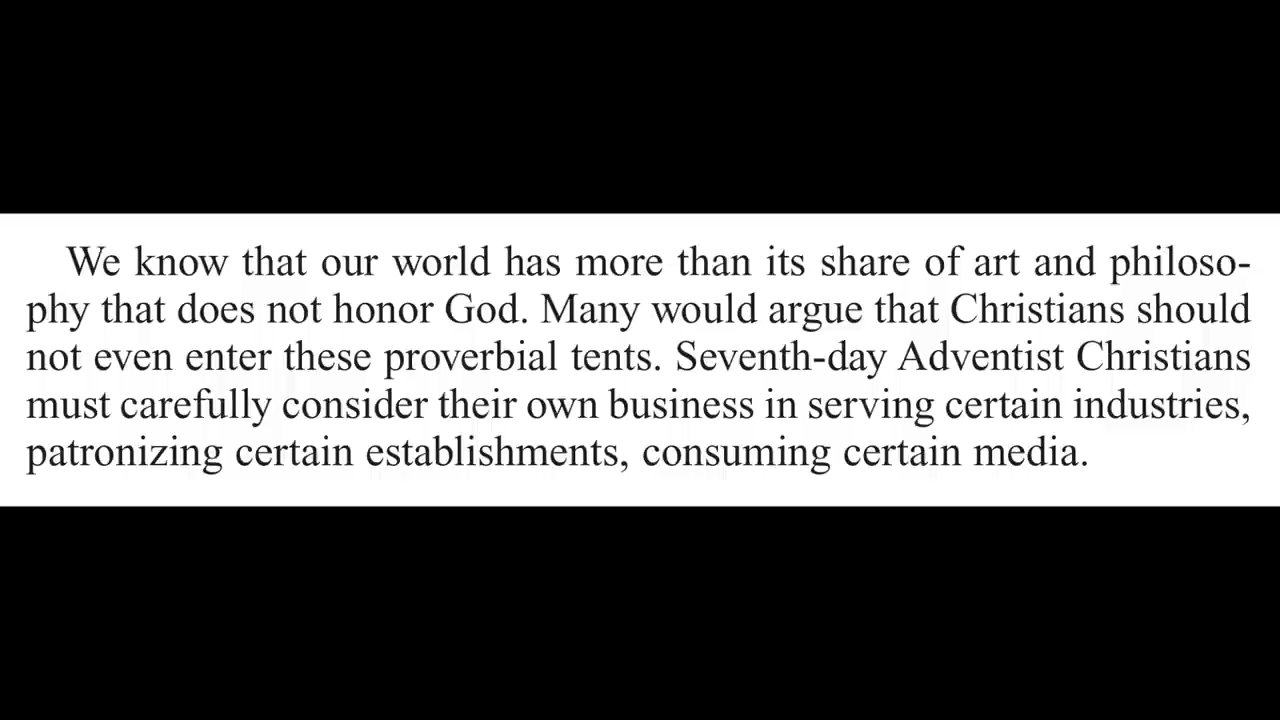 We know that our world has more than its share of art and philoso-
phy that does not honor God. Many would argue that Christians should
not even enter these proverbial tents. Seventh-day Adventist Christians
must carefully consider their own business in serving certain industries,
patronizing certain establishments, consuming certain media.